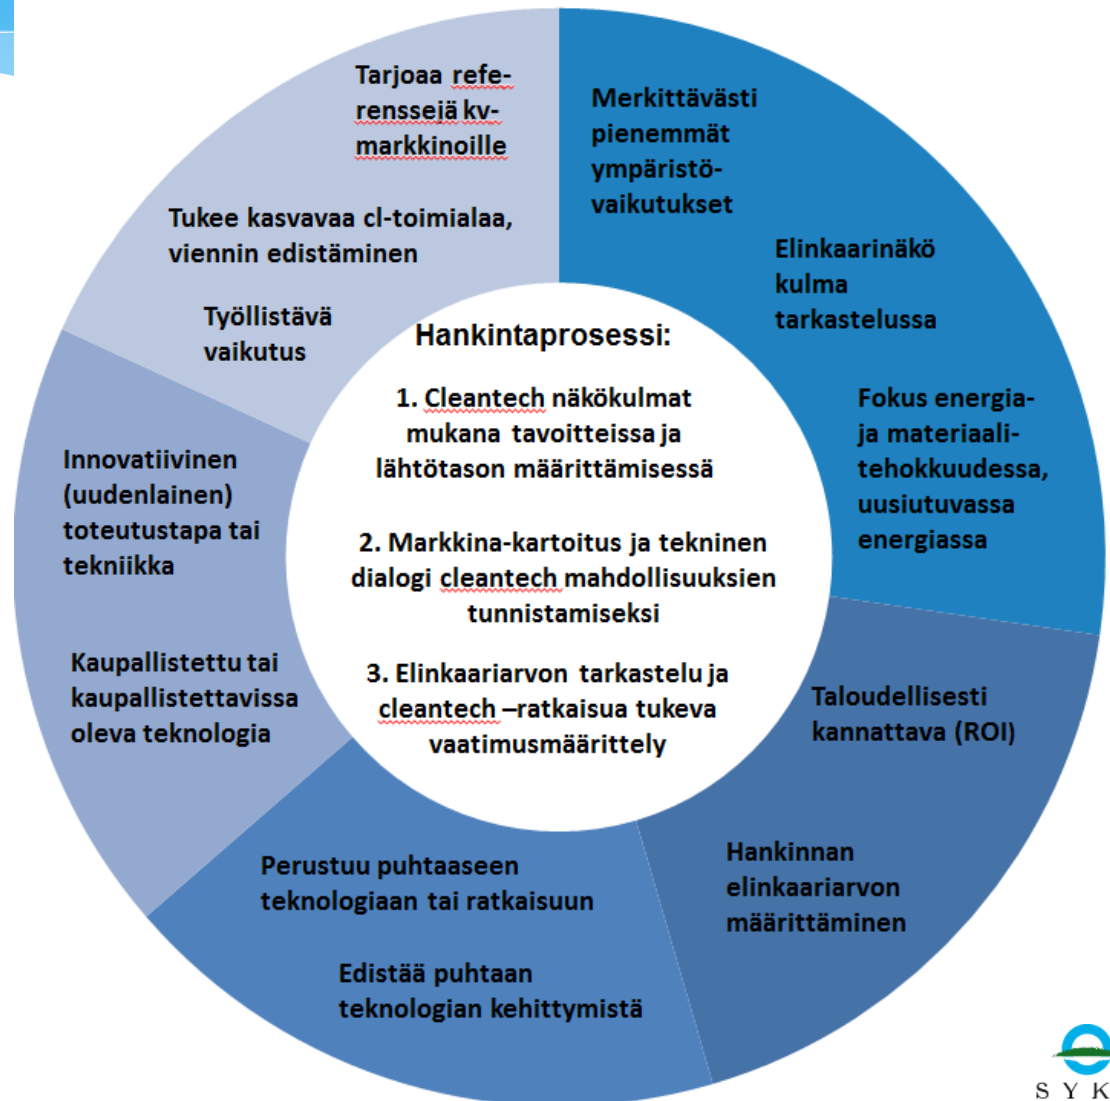 Tarjoaa refe-
renssejä kv-
markkinoille
Tukee kasvavaa cl-toimialaa,
viennin edistäminen
Työllistävä
vaikutus
Merkittävästi
pienemmät
ympäristö-
vaikutukset
Elinkaarinäkö
kulma
tarkastelussa
Fokus energia-
ja materiaali-
tehokkuudessa,
uusiutuvassa
energiassa
Hankintaprosessi:
1. Cleantech näkökulmat
mukana tavoitteissa ja
lähtötason määrittämisessä
2. Markkina-kartoitus ja tekninen
dialogi cleantech mahdollisuuksien
tunnistamiseksi
3. Elinkaariarvon tarkastelu ja
cleantech –ratkaisua tukeva
vaatimusmäärittely
Innovatiivinen
(uudenlainen)
toteutustapa tai
tekniikka
Kaupallistettu tai
kaupallistettavissa
oleva teknologia
Taloudellisesti
kannattava (ROI)
Hankinnan
elinkaariarvon
määrittäminen
Perustuu puhtaaseen
teknologiaan tai ratkaisuun
Edistää puhtaan
teknologian kehittymistä
S Y K